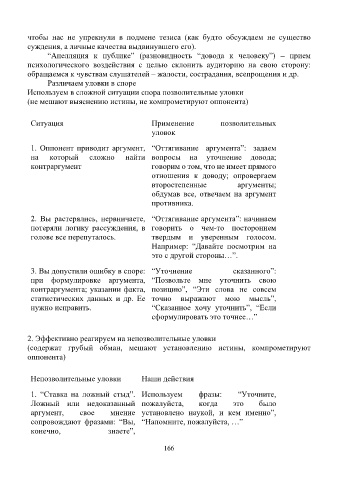 чтобы нас не упрекнули в подмене тезиса (как будто обсуждаем не существо
суждения, а личные качества выдвинувшего его).
“Апелляция к публике” (разновидность “довода к человеку”) – прием
психологического воздействия с целью склонить аудиторию на свою сторону:
обращаемся к чувствам слушателей – жалости, сострадания, всепрощения и др.
Различаем уловки в споре
Используем в сложной ситуации спора позволительные уловки
(не мешают выяснению истины, не компрометируют оппонента)
Ситуация
Применение позволительных
уловок
1. Оппонент приводит аргумент,
на который сложно найти
контраргумент
“Оттягивание аргумента”: задаем
вопросы на уточнение довода;
говорим о том, что не имеет прямого
отношения к доводу; опровергаем
второстепенные аргументы;
обдумав все, отвечаем на аргумент
противника.
2. Вы растерялись, нервничаете,
потеряли логику рассуждения, в
голове все перепуталось.
“Оттягивание аргумента”: начинаем
говорить о чем-то постороннем
твердым и уверенным голосом.
Например: “Давайте посмотрим на
это с другой стороны…”.
3. Вы допустили ошибку в споре:
при формулировке аргумента,
контраргумента; указании факта,
статистических данных и др. Ее
нужно исправить.
“Уточнение сказанного”:
“Позвольте мне уточнить свою
позицию”, “Эти слова не совсем
точно выражают мою мысль”,
“Сказанное хочу уточнить”, “Если
сформулировать это точнее…”
2. Эффективно реагируем на непозволительные уловки
(содержат грубый обман, мешают установлению истины, компрометируют
оппонента)
Непозволительные уловки
Наши действия
1. “Ставка на ложный стыд”.
Ложный или недоказанный
аргумент, свое мнение
сопровождают фразами: “Вы,
конечно, знаете”,
Используем фразы: “Уточните,
пожалуйста, когда это было
установлено наукой, и кем именно”,
“Напомните, пожалуйста, …”
166